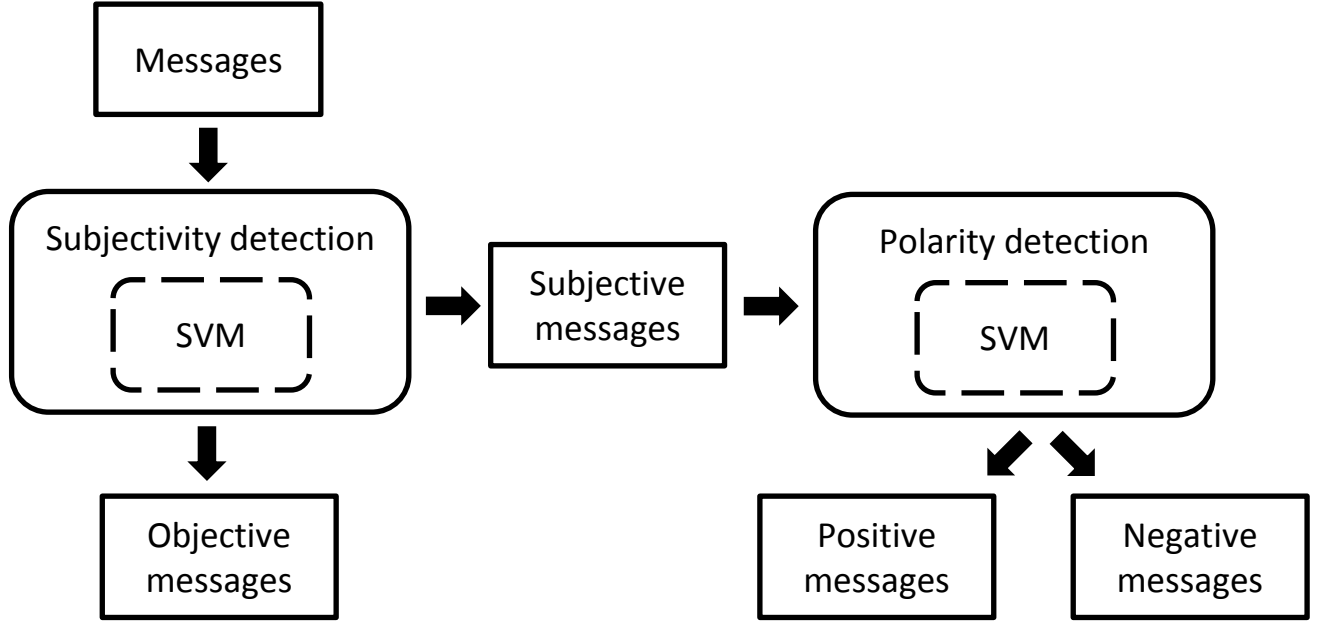 Messages
Subjectivity detection
SVM
Subjective
messages
Polarity detection
SVM
Objective
messages
Positive
messages
Negative
messages